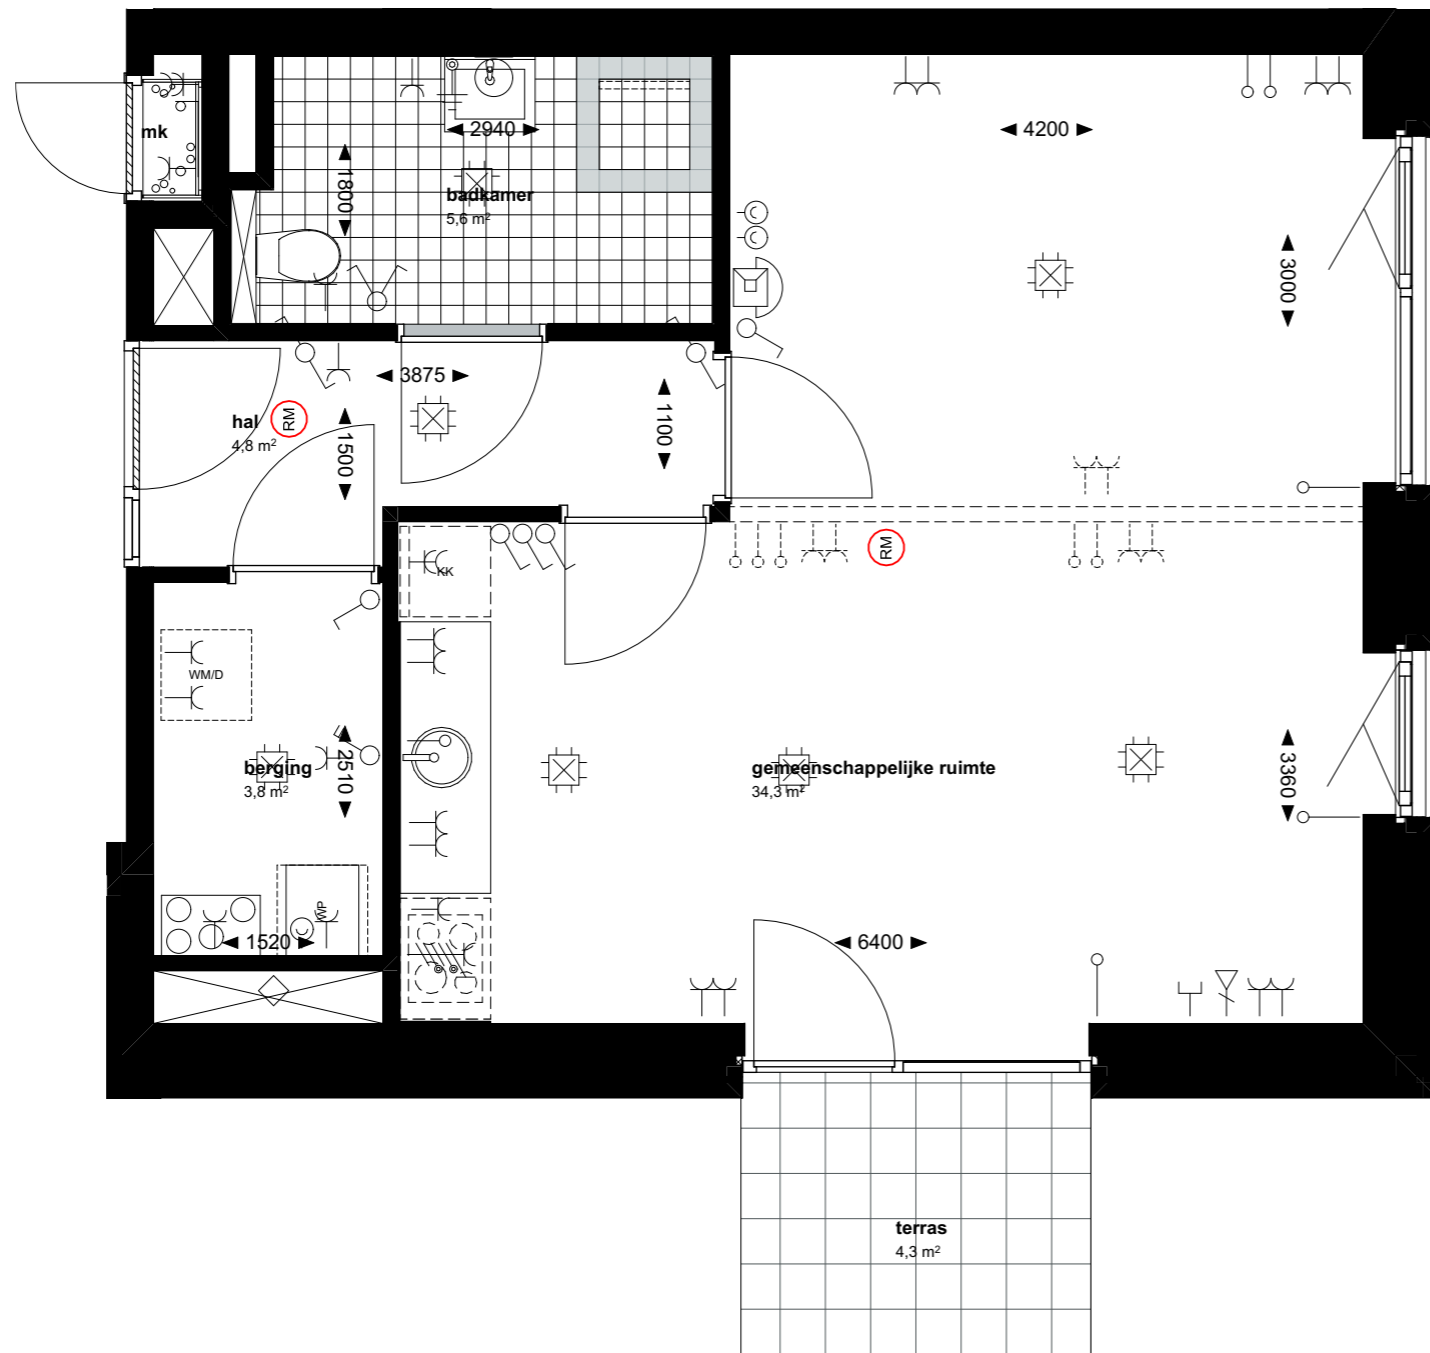 mk
2940
4200
1800
badkamer
5,6 m²
3000
3875
hal
4,8 m²
RM
1500
1100
RM
KK
WM/D
berging
3,8 m²
2510
gemeenschappelijke ruimte
34,3 m²
3360
WP
1520
6400
terras
4,3 m²